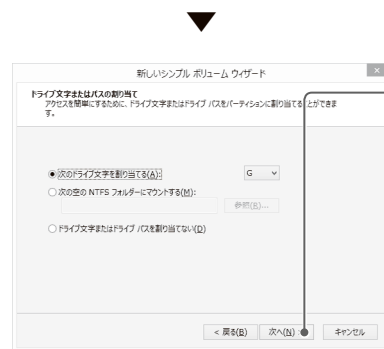 新しいシンプル ボリューム ウィザード
ドライブ文字またはパスの割り当て
アクセスを簡単にするために、ドライブ文字またはドライブ パスをパーティションに割り当てることができま
す。
次のドライブ文字を割り当てる(A):
G
次の空の NTFS フォルダーにマウントする(M):
参照(R)...
ドライブ文字またはドライブ パスを割り当てない(D)
< 戻る(B)
次へ(N) >
キャンセル